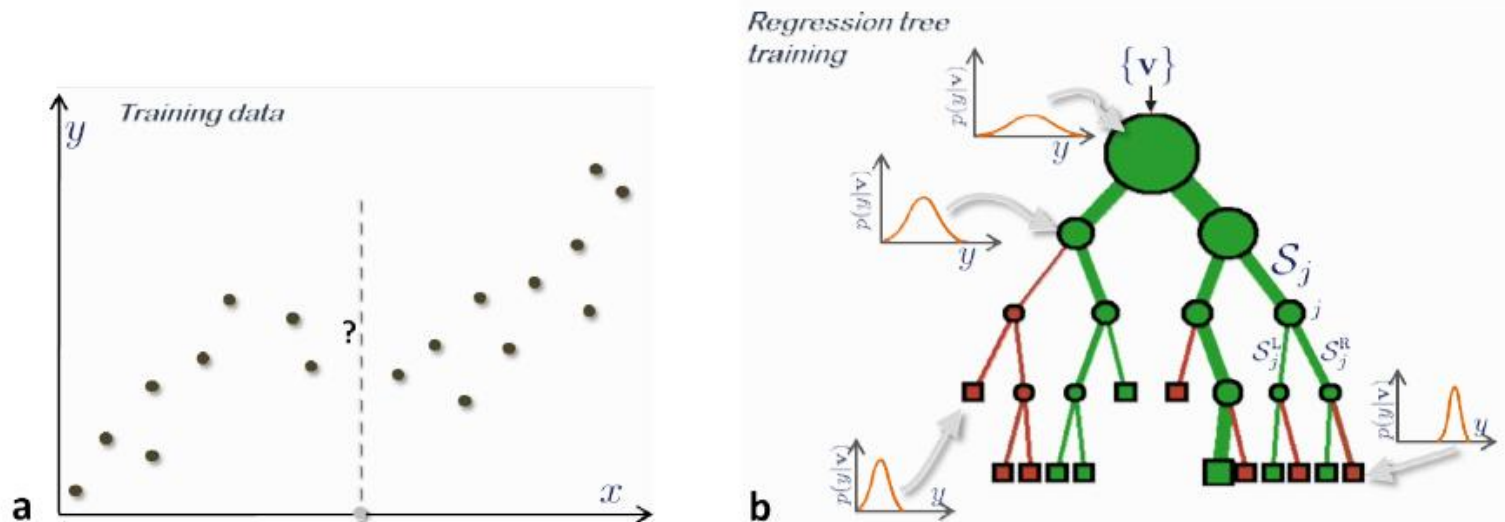 Training data
y
?
x
a
Regression tree
training
{v}
p(y|v)
y
p(y|v)
y
S_j
j
S_j^L
S_j^R
p(y|v)
y
p(y|v)
y
b